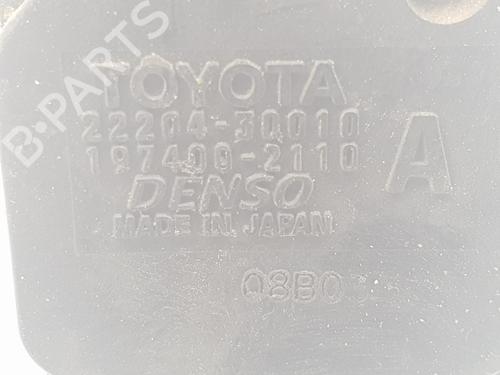 B-PARTS
TOYOTA
22204-30010
197400-2110
A
DENSO
MADE IN JAPAN
08B0